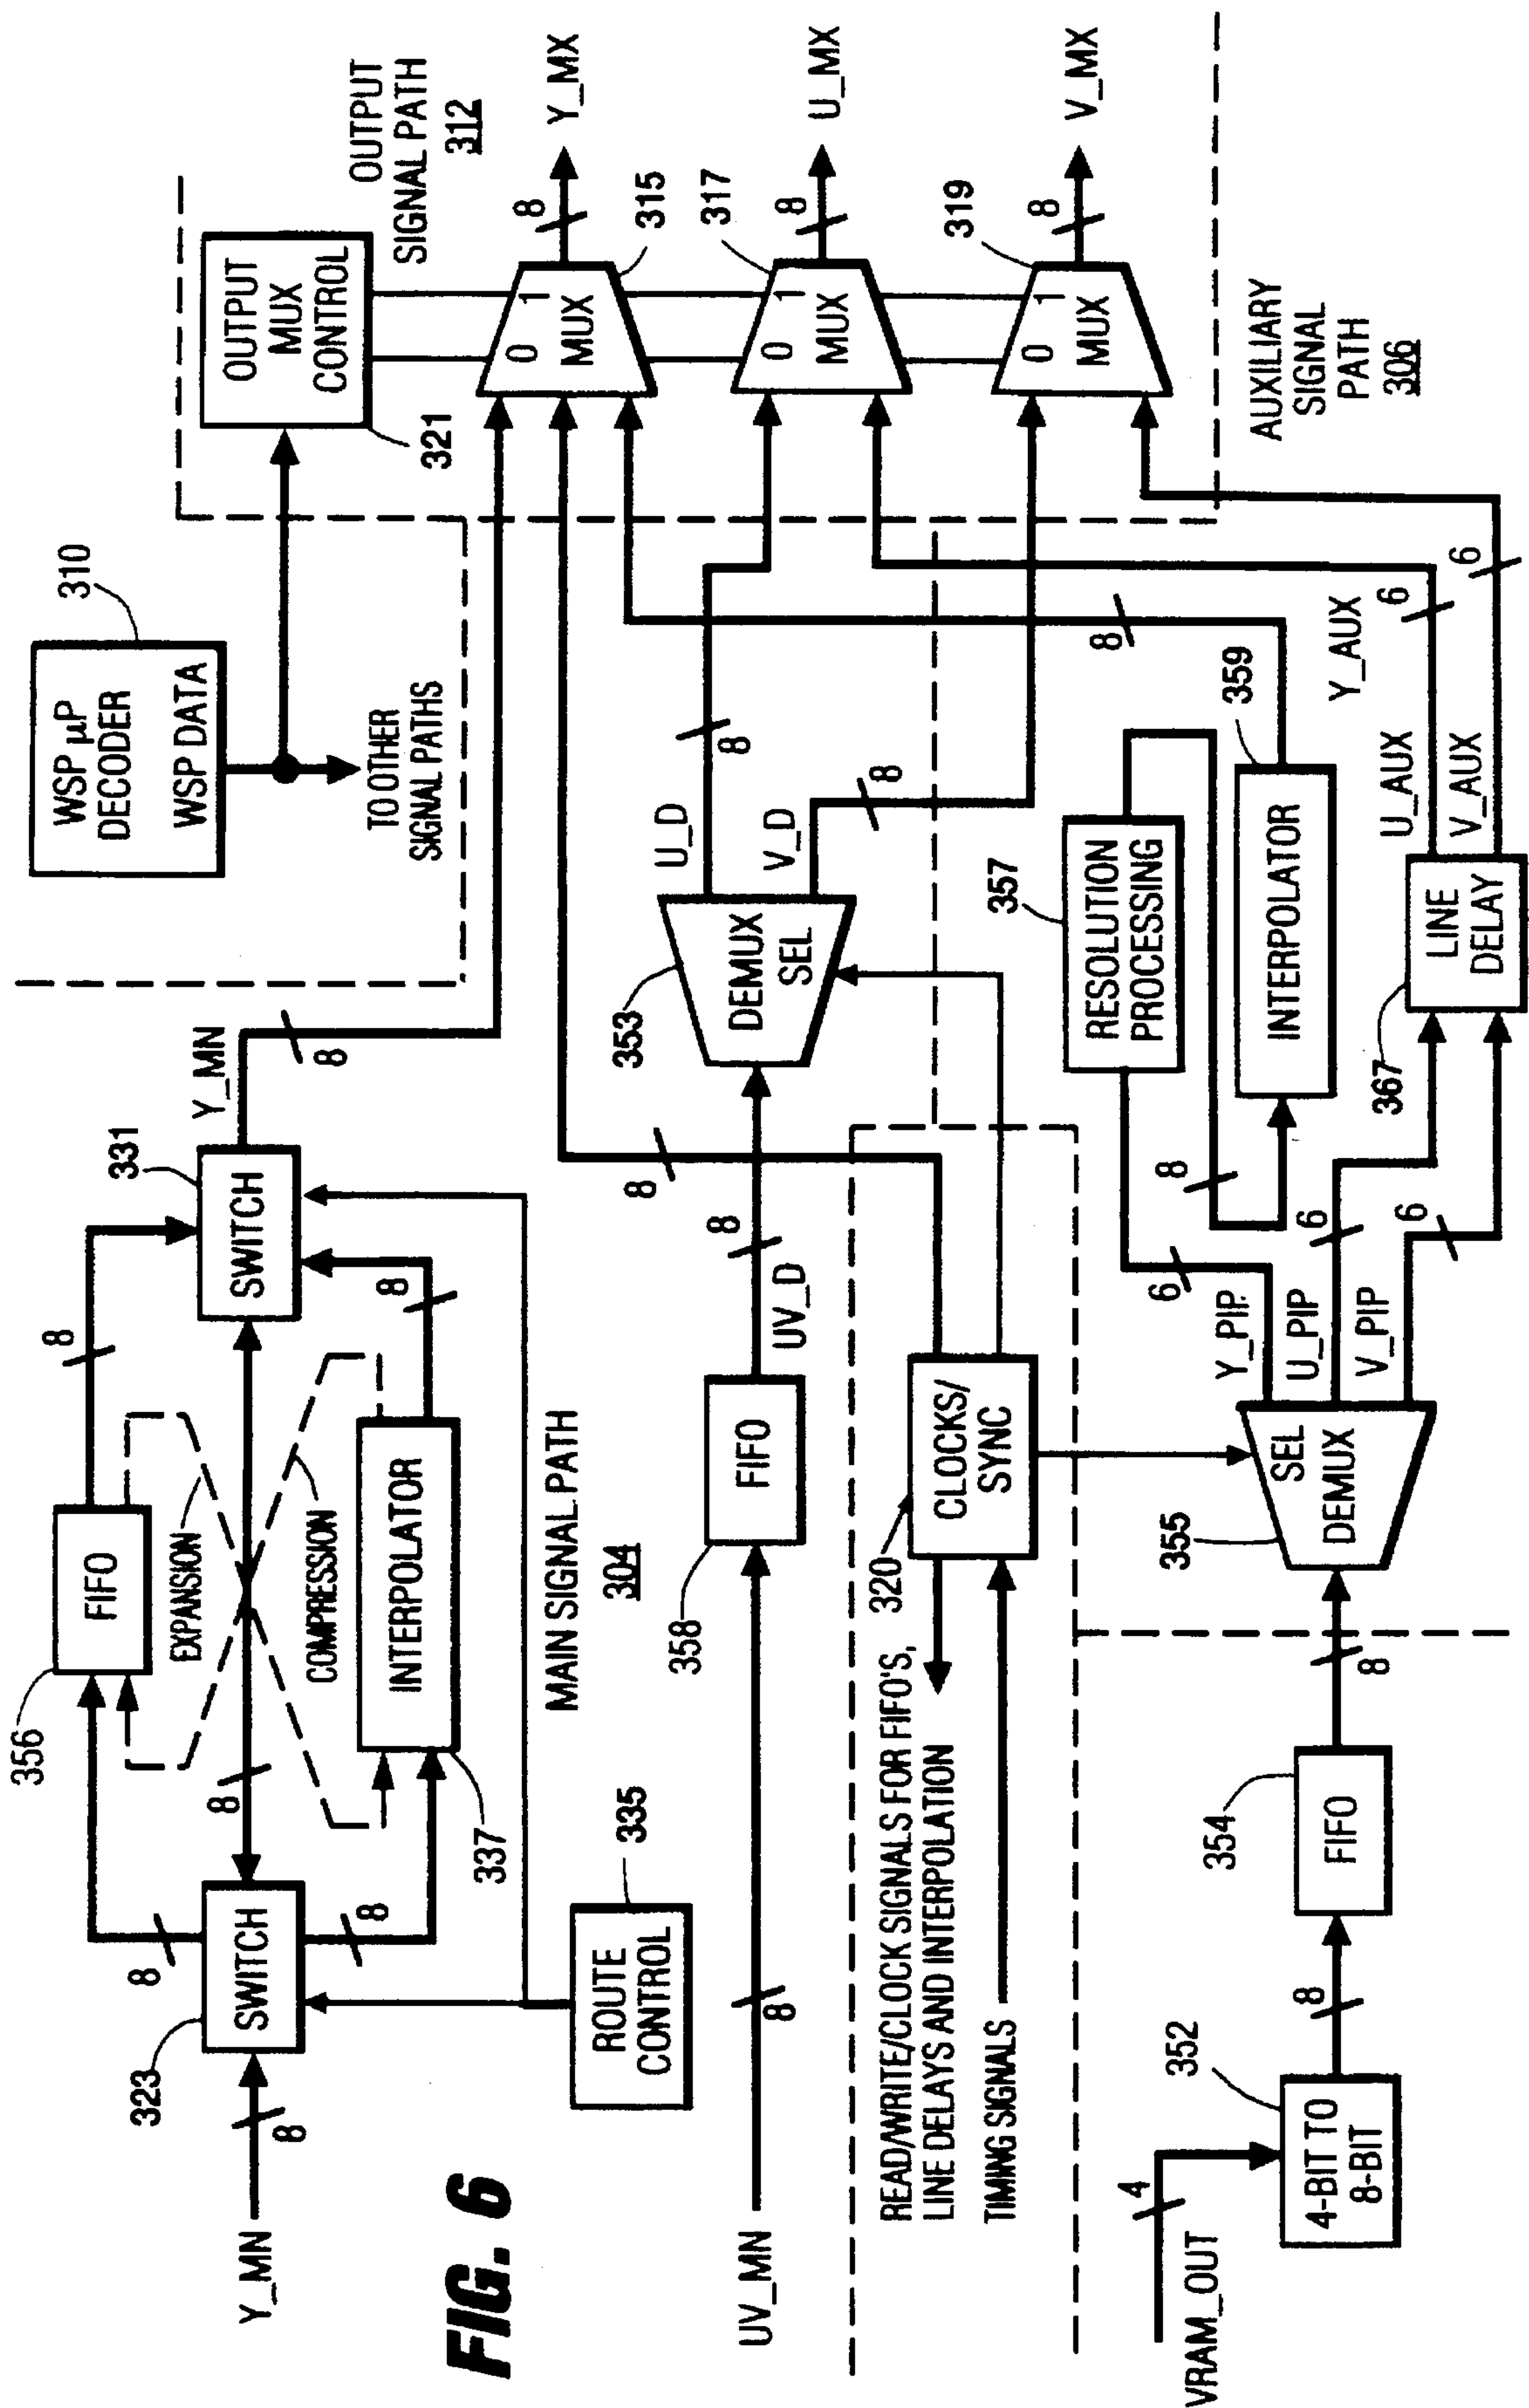 WSP μP
DECODER
WSP DATA
310
TO OTHER
SIGNAL PATHS
OUTPUT
MUX
CONTROL
321
OUTPUT
SIGNAL PATH
312
Y_MN
8
323
SWITCH
8
8
356
FIFO
8
EXPANSION
8
COMPRESSION
INTERPOLATOR
337
8
331
SWITCH
Y_MN
8
ROUTE
CONTROL
335
MAIN SIGNAL PATH
304
0
1
MUX
315
8
Y_MX
UV_MN
8
358
FIFO
8
UV_D
353
DEMUX
SEL
U_D
8
V_D
8
0
1
MUX
317
8
U_MX
READ/WRITE/CLOCK SIGNALS FOR FIFO'S,
LINE DELAYS AND INTERPOLATION
TIMING SIGNALS
320
CLOCKS/
SYNC
8
0
1
MUX
319
8
V_MX
VRAM_OUT
4
352
4-BIT TO
8-BIT
8
354
FIFO
8
355
SEL
DEMUX
Y_PIP
6
U_PIP
6
V_PIP
6
357
RESOLUTION
PROCESSING
8
INTERPOLATOR
359
8
Y_AUX
367
LINE
DELAY
U_AUX
6
V_AUX
6
AUXILIARY
SIGNAL
PATH
306
FIG. 6